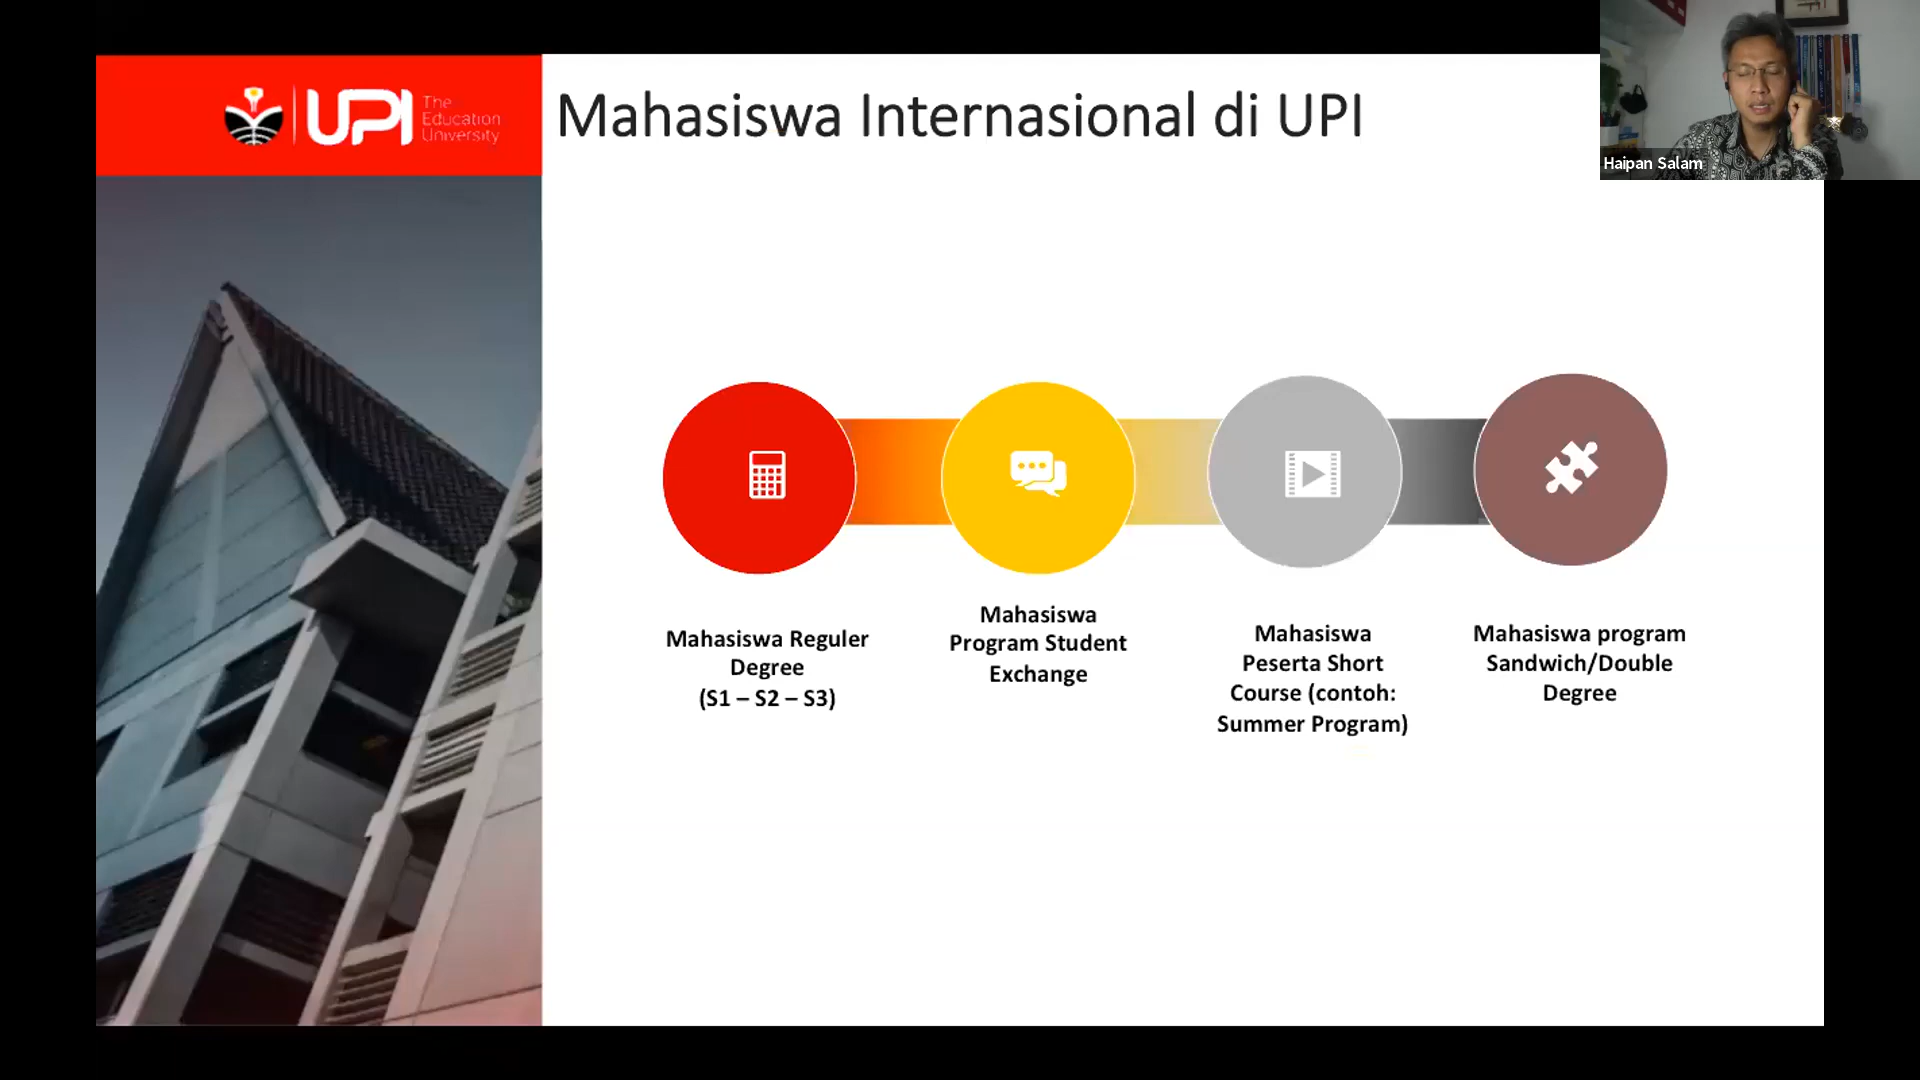 UPI
The
Education
University
Mahasiswa Internasional di UPI
Haipan Salam
Mahasiswa Reguler
Degree
(S1 – S2 – S3)
Mahasiswa
Program Student
Exchange
Mahasiswa
Peserta Short
Course (contoh:
Summer Program)
Mahasiswa program
Sandwich/Double
Degree